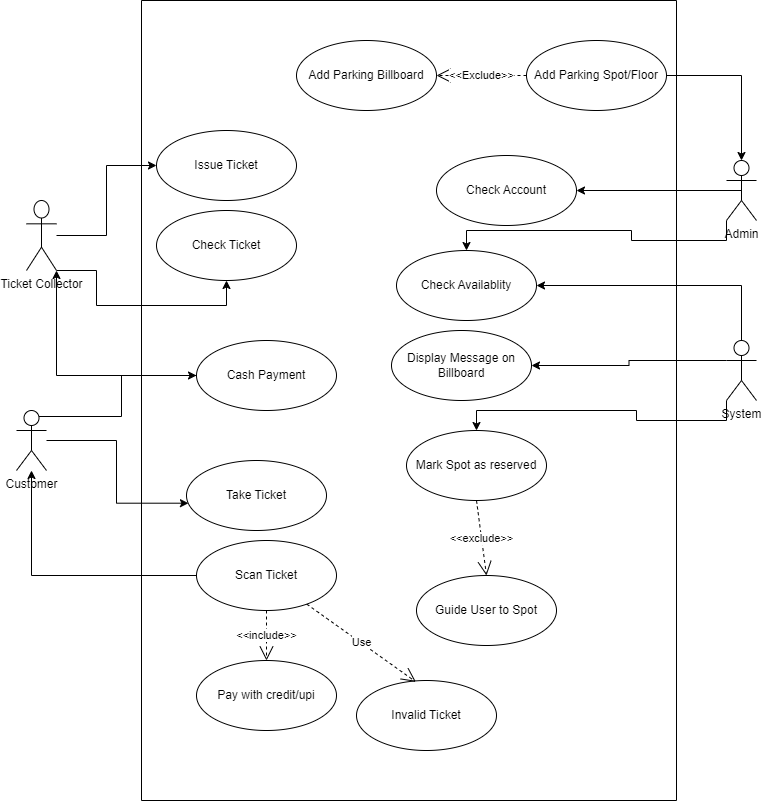 Add Parking Billboard
<<Exclude>>
Add Parking Spot/Floor
Issue Ticket
Check Account
Admin
Check Ticket
Ticket Collector
Check Availablity
Display Message on
Billboard
Cash Payment
System
Mark Spot as reserved
Customer
Take Ticket
<<exclude>>
Scan Ticket
Guide User to Spot
<<include>>
Use
Pay with credit/upi
Invalid Ticket